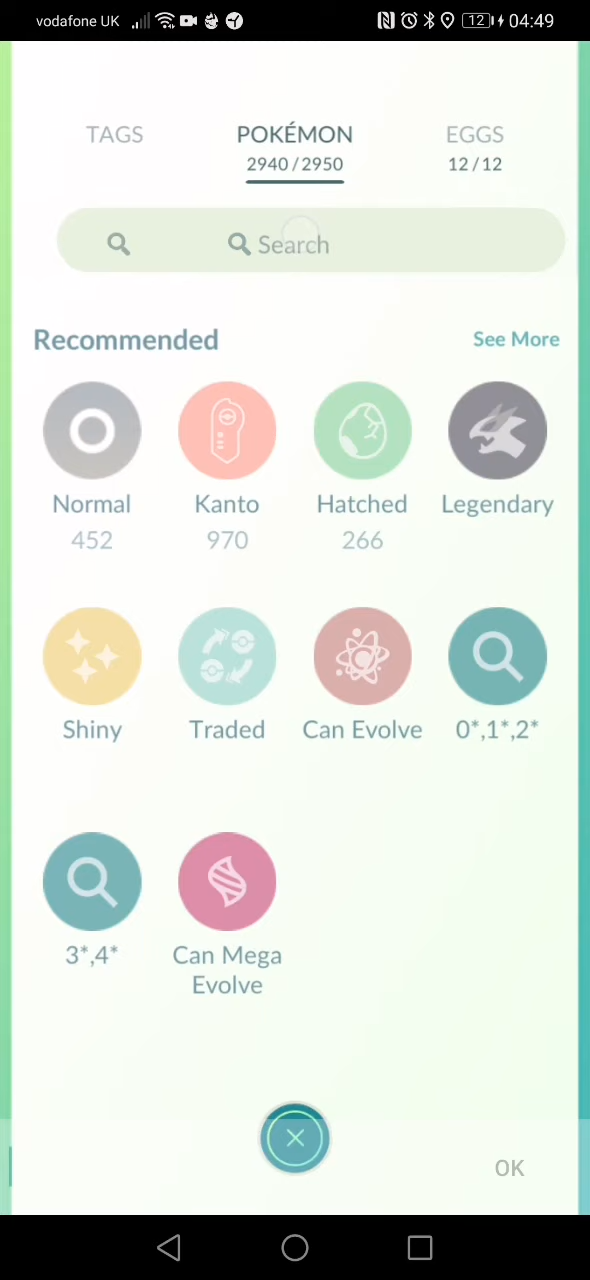 vodafone UK 12 04:49
TAGS POKÉMON EGGS
2940/2950 12/12
Search
Recommended See More
Normal Kanto Hatched Legendary
452 970 266
Shiny Traded Can Evolve 0*,1*,2*
3*,4* Can Mega
Evolve
OK